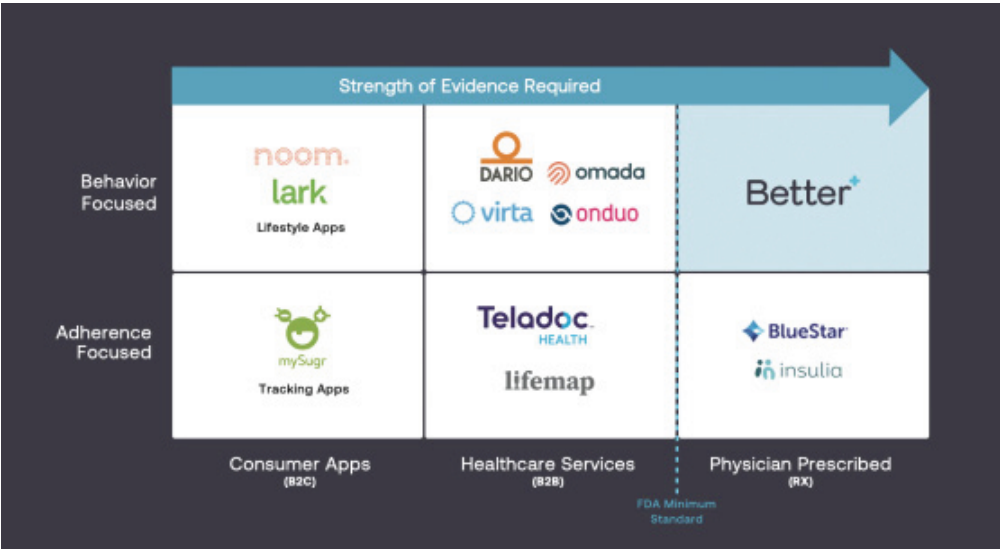 Strength of Evidence Required
Behavior
Focused
noom.
lark
Lifestyle Apps
DARIO
omada
virta
onduo
Better+
Adherence
Focused
mySugr
Tracking Apps
Teladoc
HEALTH
lifemap
BlueStar
insulia
Consumer Apps
(B2C)
Healthcare Services
(B2B)
Physician Prescribed
(RX)
FDA Minimum
Standard